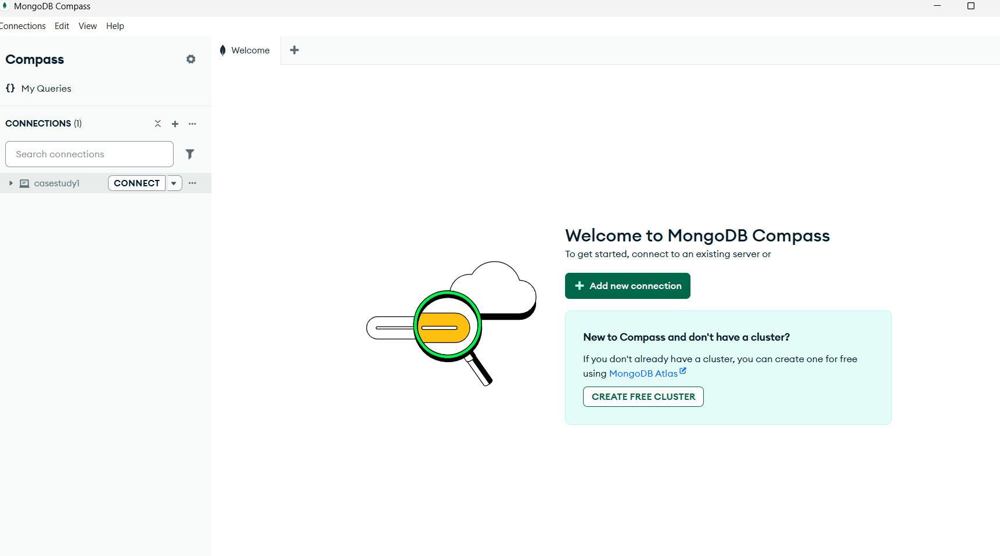 MongoDB Compass
Connections Edit View Help
Compass
Welcome
My Queries
CONNECTIONS (1)
Search connections
casestudy1 CONNECT
Welcome to MongoDB Compass
To get started, connect to an existing server or
Add new connection
New to Compass and don't have a cluster?
If you don't already have a cluster, you can create one for free
using MongoDB Atlas
CREATE FREE CLUSTER